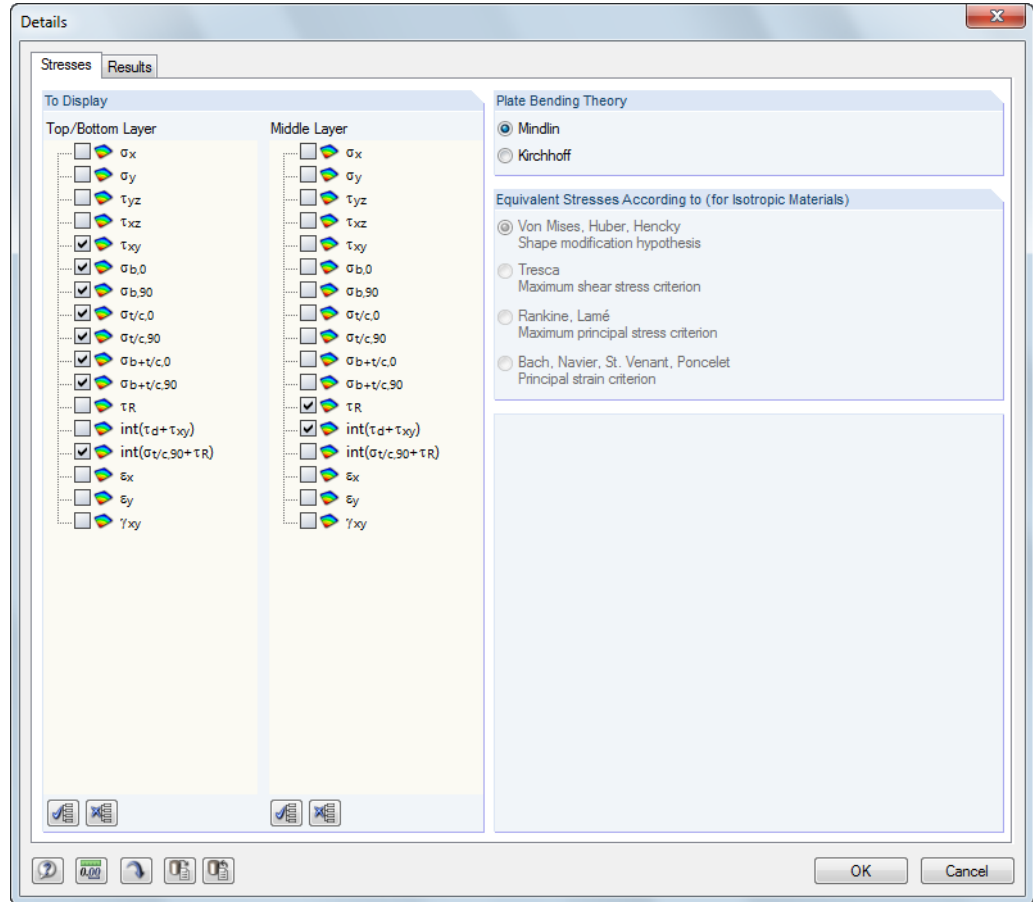 Details
Stresses
Results
To Display
Top/Bottom Layer
σx
σy
τyz
τxz
τxy
σb,0
σb,90
σt/c,0
σt/c,90
σb+t/c,0
σb+t/c,90
τR
int(τd+τxy)
int(σt/c,90+τR)
εx
εy
γxy
Middle Layer
σx
σy
τyz
τxz
τxy
σb,0
σb,90
σt/c,0
σt/c,90
σb+t/c,0
σb+t/c,90
τR
int(τd+τxy)
int(σt/c,90+τR)
εx
εy
γxy
Plate Bending Theory
Mindlin
Kirchhoff
Equivalent Stresses According to (for Isotropic Materials)
Von Mises, Huber, Hencky
Shape modification hypothesis
Tresca
Maximum shear stress criterion
Rankine, Lamé
Maximum principal stress criterion
Bach, Navier, St. Venant, Poncelet
Principal strain criterion
0.00
OK
Cancel